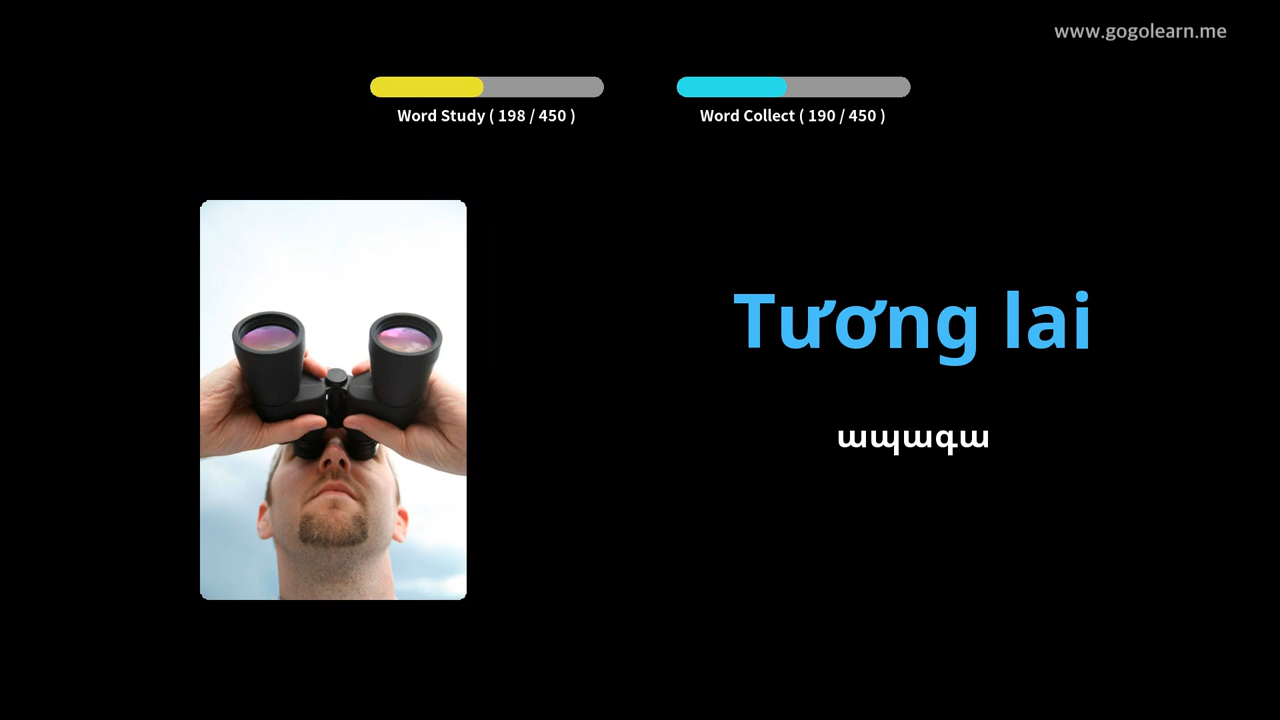 www.gogolearn.me
Word Study ( 198 / 450 )
Word Collect ( 190 / 450 )
Tương lai
ապագա